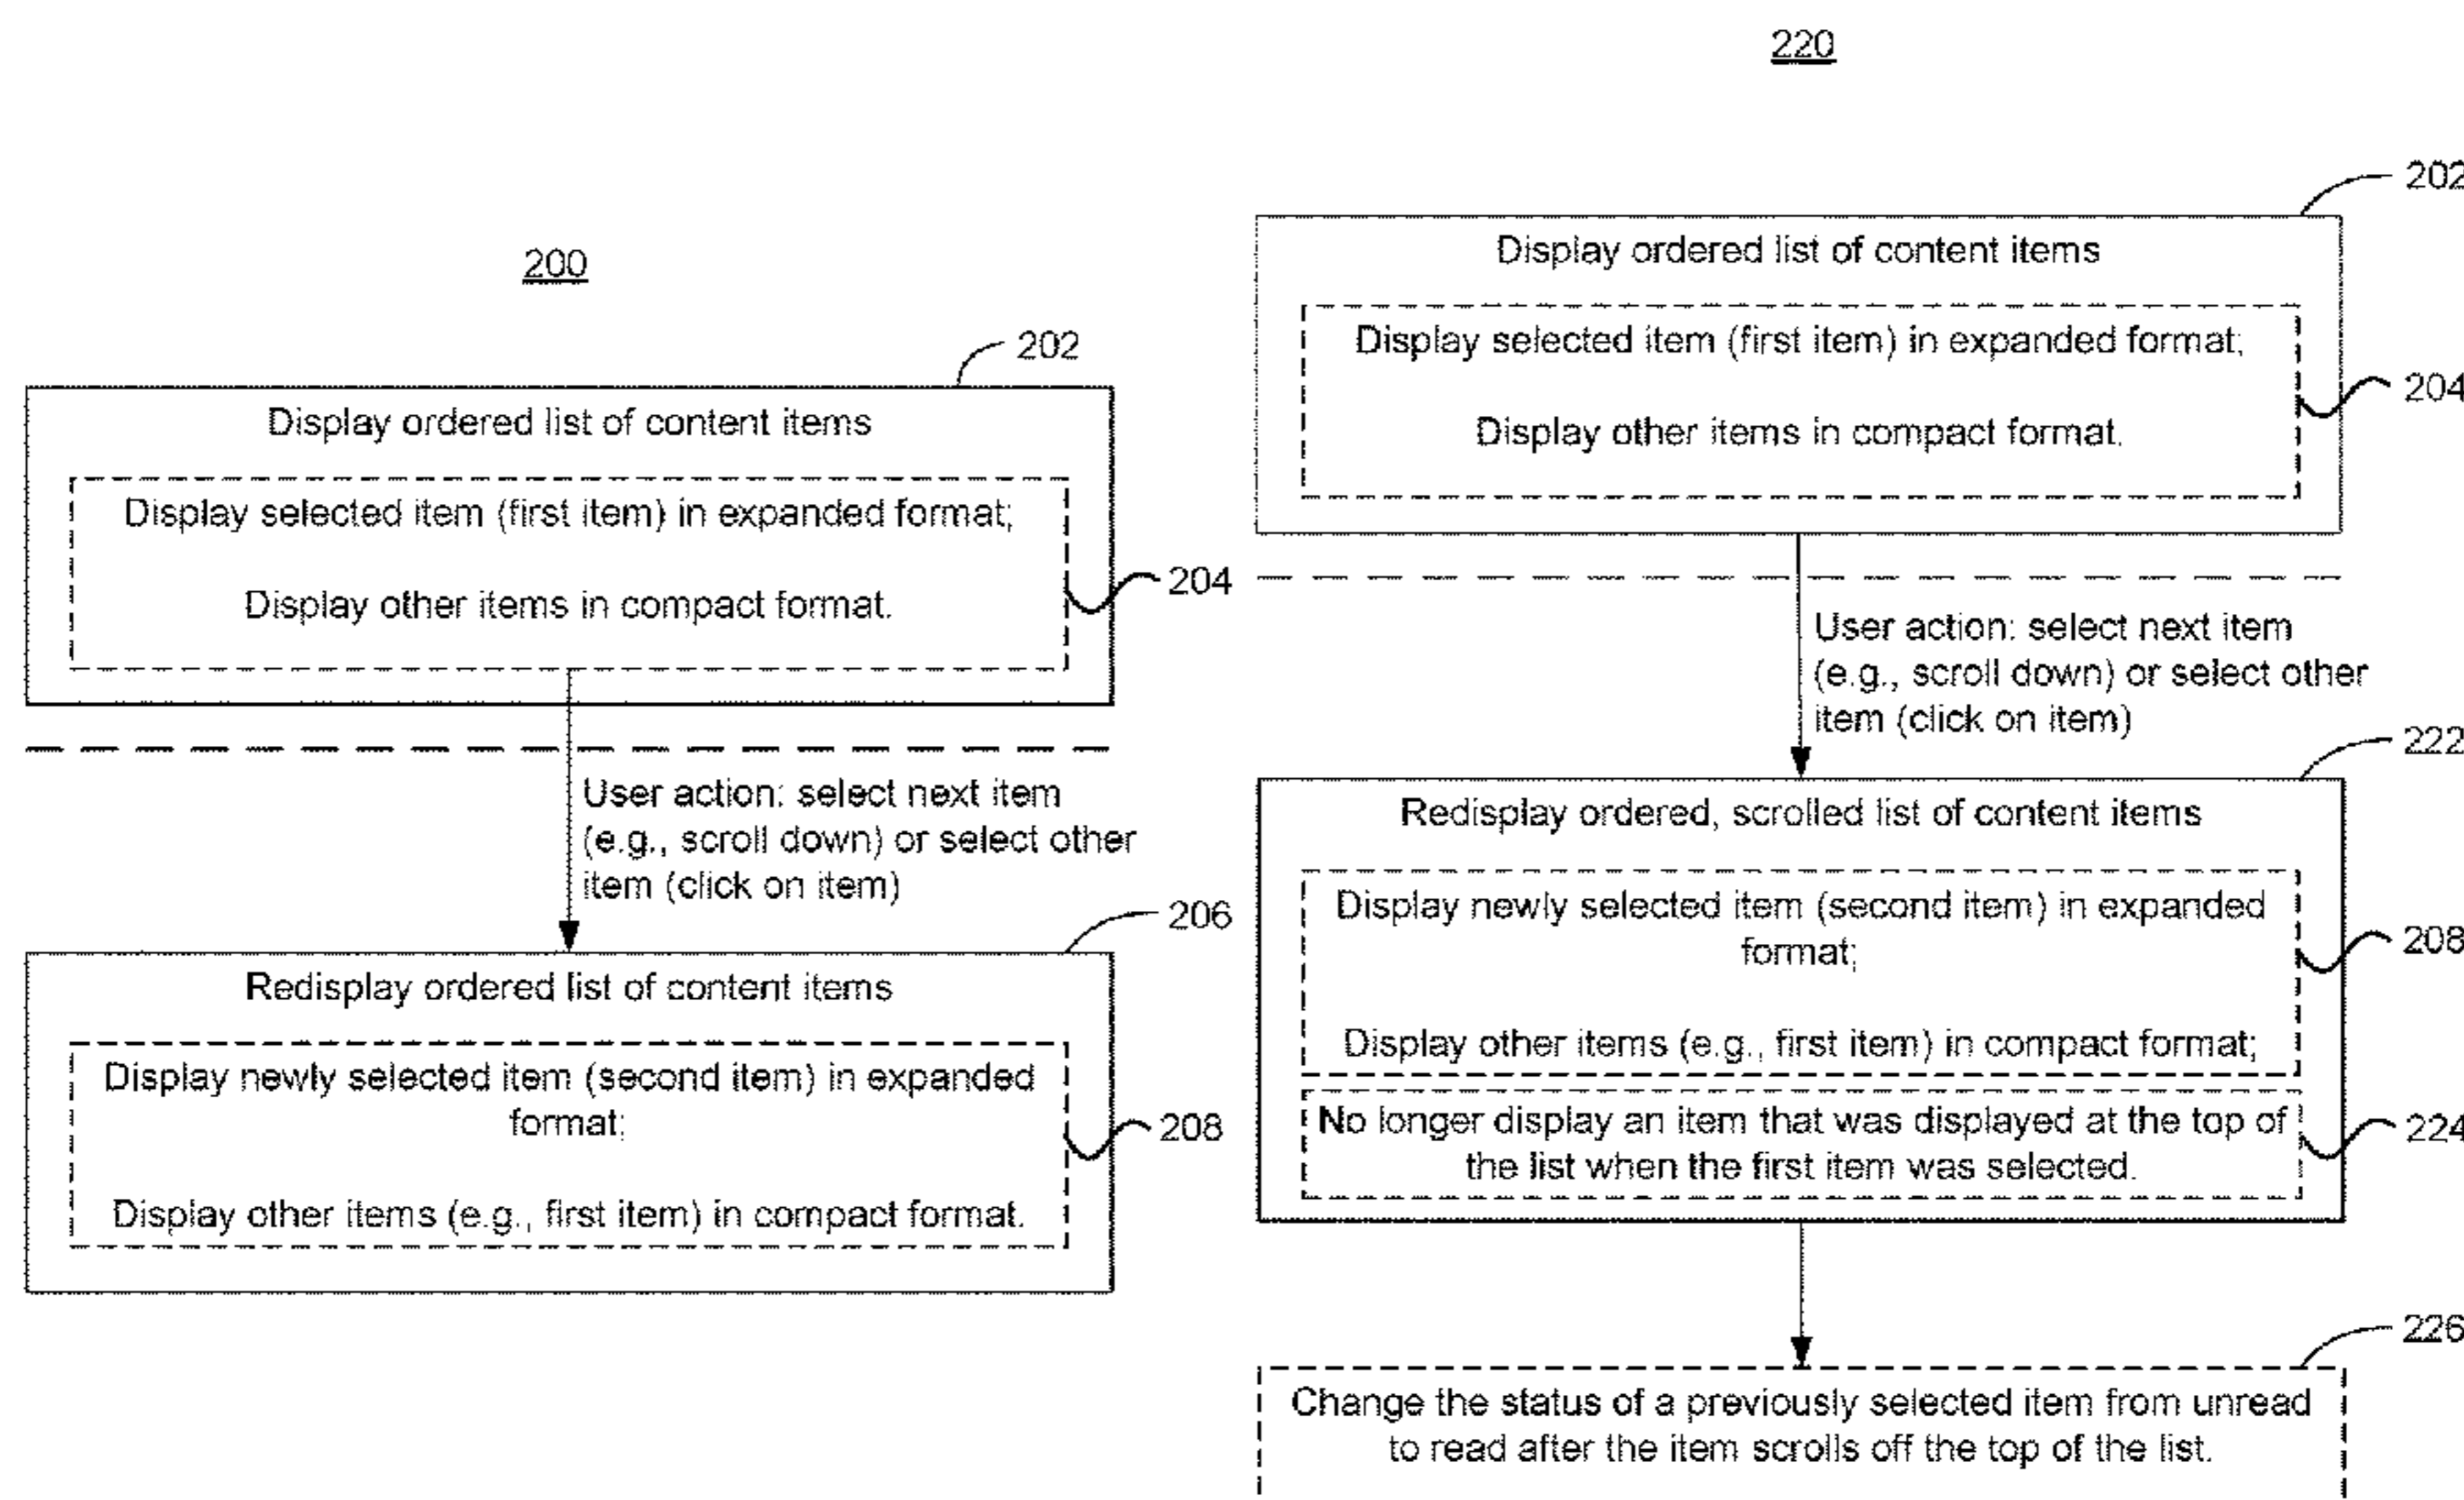 200
202
Display ordered list of content items
Display selected item (first item) in expanded format;
Display other items in compact format.
204
User action: select next item
(e.g., scroll down) or select other
item (click on item)
206
Redisplay ordered list of content items
Display newly selected item (second item) in expanded
format;
Display other items (e.g., first item) in compact format.
208
220
202
Display ordered list of content items
Display selected item (first item) in expanded format;
Display other items in compact format.
204
User action: select next item
(e.g., scroll down) or select other
item (click on item)
222
Redisplay ordered, scrolled list of content items
Display newly selected item (second item) in expanded
format;
Display other items (e.g., first item) in compact format;
208
No longer display an item that was displayed at the top of
the list when the first item was selected.
224
226
Change the status of a previously selected item from unread
to read after the item scrolls off the top of the list.